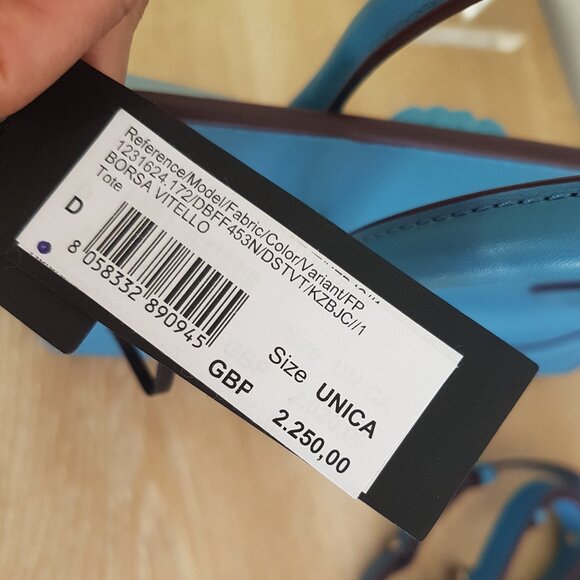 Reference/Model/Fabric/Color/Variant/FP
1231624.172/DBFF453N/DSTVT/KZBJC//1
BORSA VITELLO
Tote
D
8 058332 890945
Size UNICA
GBP 2.250,00